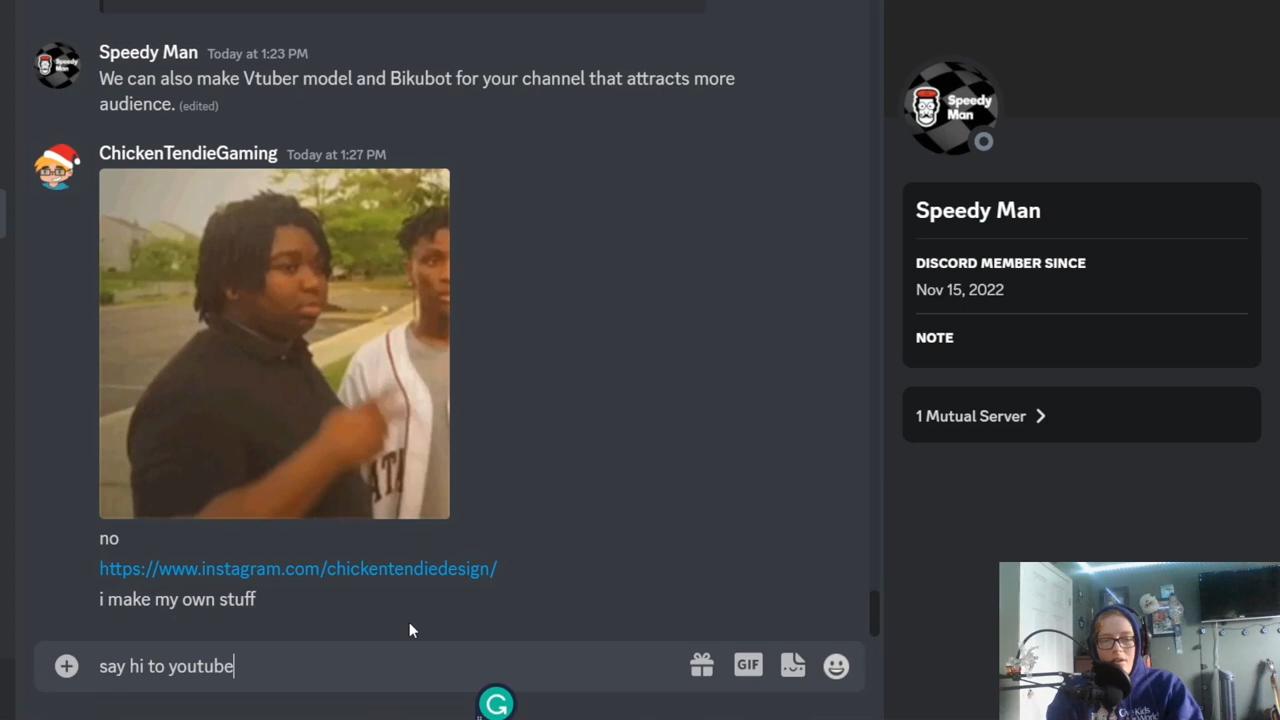 Speedy Man Today at 1:23 PM
We can also make Vtuber model and Bikubot for your channel that attracts more
audience. (edited)
ChickenTendieGaming Today at 1:27 PM
no
https://www.instagram.com/chickentendiedesign/
i make my own stuff
say hi to youtube
GIF
Speedy
Man
Speedy Man
DISCORD MEMBER SINCE
Nov 15, 2022
NOTE
1 Mutual Server